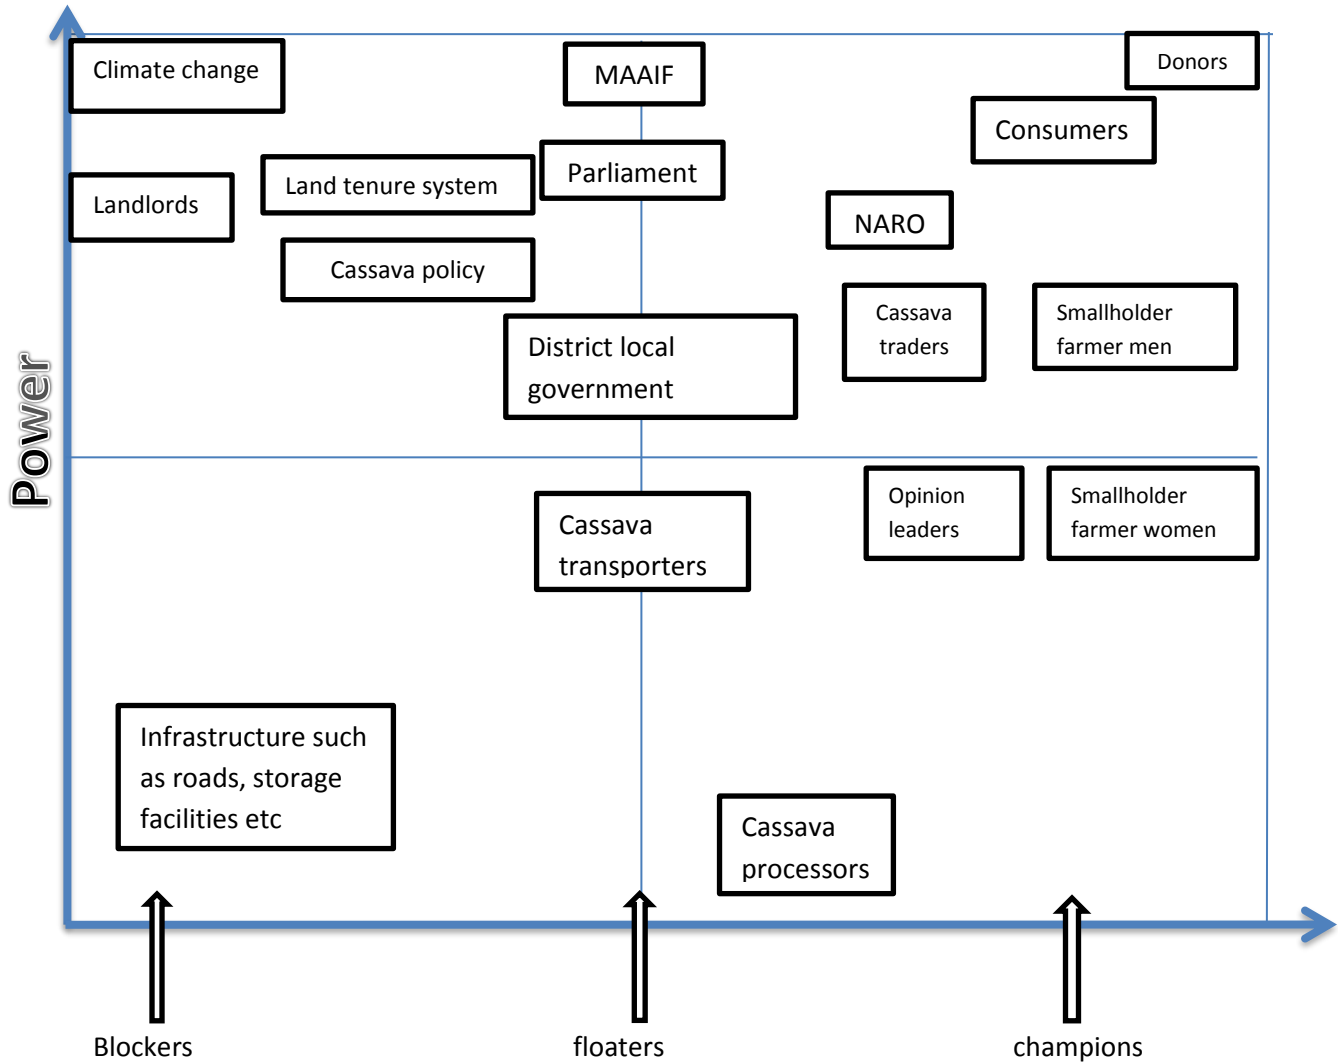 Climate change
MAAIF
Donors
Consumers
Parliament
Land tenure system
Landlords
NARO
Cassava policy
Cassava
traders
Smallholder
farmer men
District local
government
Power
Opinion
leaders
Smallholder
farmer women
Cassava
transporters
Infrastructure such
as roads, storage
facilities etc
Cassava
processors
Blockers
floaters
champions